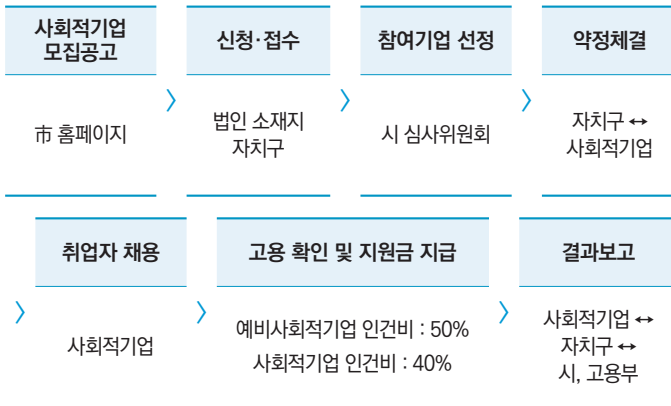 사회적기업
모집공고
市 홈페이지
신청·접수
법인 소재지
자치구
참여기업 선정
시 심사위원회
약정체결
자치구 ↔
사회적기업
취업자 채용
사회적기업
고용 확인 및 지원금 지급
예비사회적기업 인건비 : 50%
사회적기업 인건비 : 40%
결과보고
사회적기업 ↔
자치구 ↔
시, 고용부